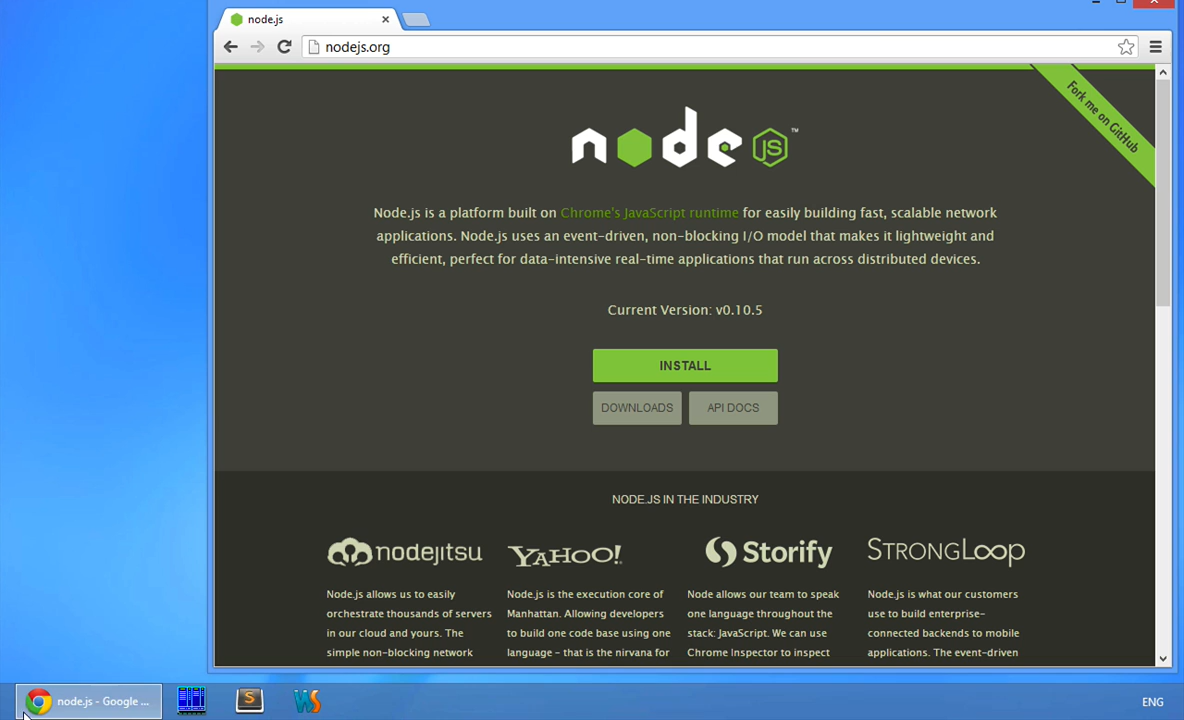 node.js
nodejs.org
Fork me on GitHub
node JS ™
Node.js is a platform built on Chrome's JavaScript runtime for easily building fast, scalable network
applications. Node.js uses an event-driven, non-blocking I/O model that makes it lightweight and
efficient, perfect for data-intensive real-time applications that run across distributed devices.
Current Version: v0.10.5
INSTALL
DOWNLOADS
API DOCS
NODE.JS IN THE INDUSTRY
nodejitsu
YAHOO!
Storify
STRONGLOOP
Node.js allows us to easily
orchestrate thousands of servers
in our cloud and yours. The
simple non-blocking network
Node.js is the execution core of
Manhattan. Allowing developers
to build one code base using one
language – that is the nirvana for
Node allows our team to speak
one language throughout the
stack: JavaScript. We can use
Chrome Inspector to inspect
Node.js is what our customers
use to build enterprise-
connected backends to mobile
applications. The event-driven
node.js - Google ...
S
WS
ENG